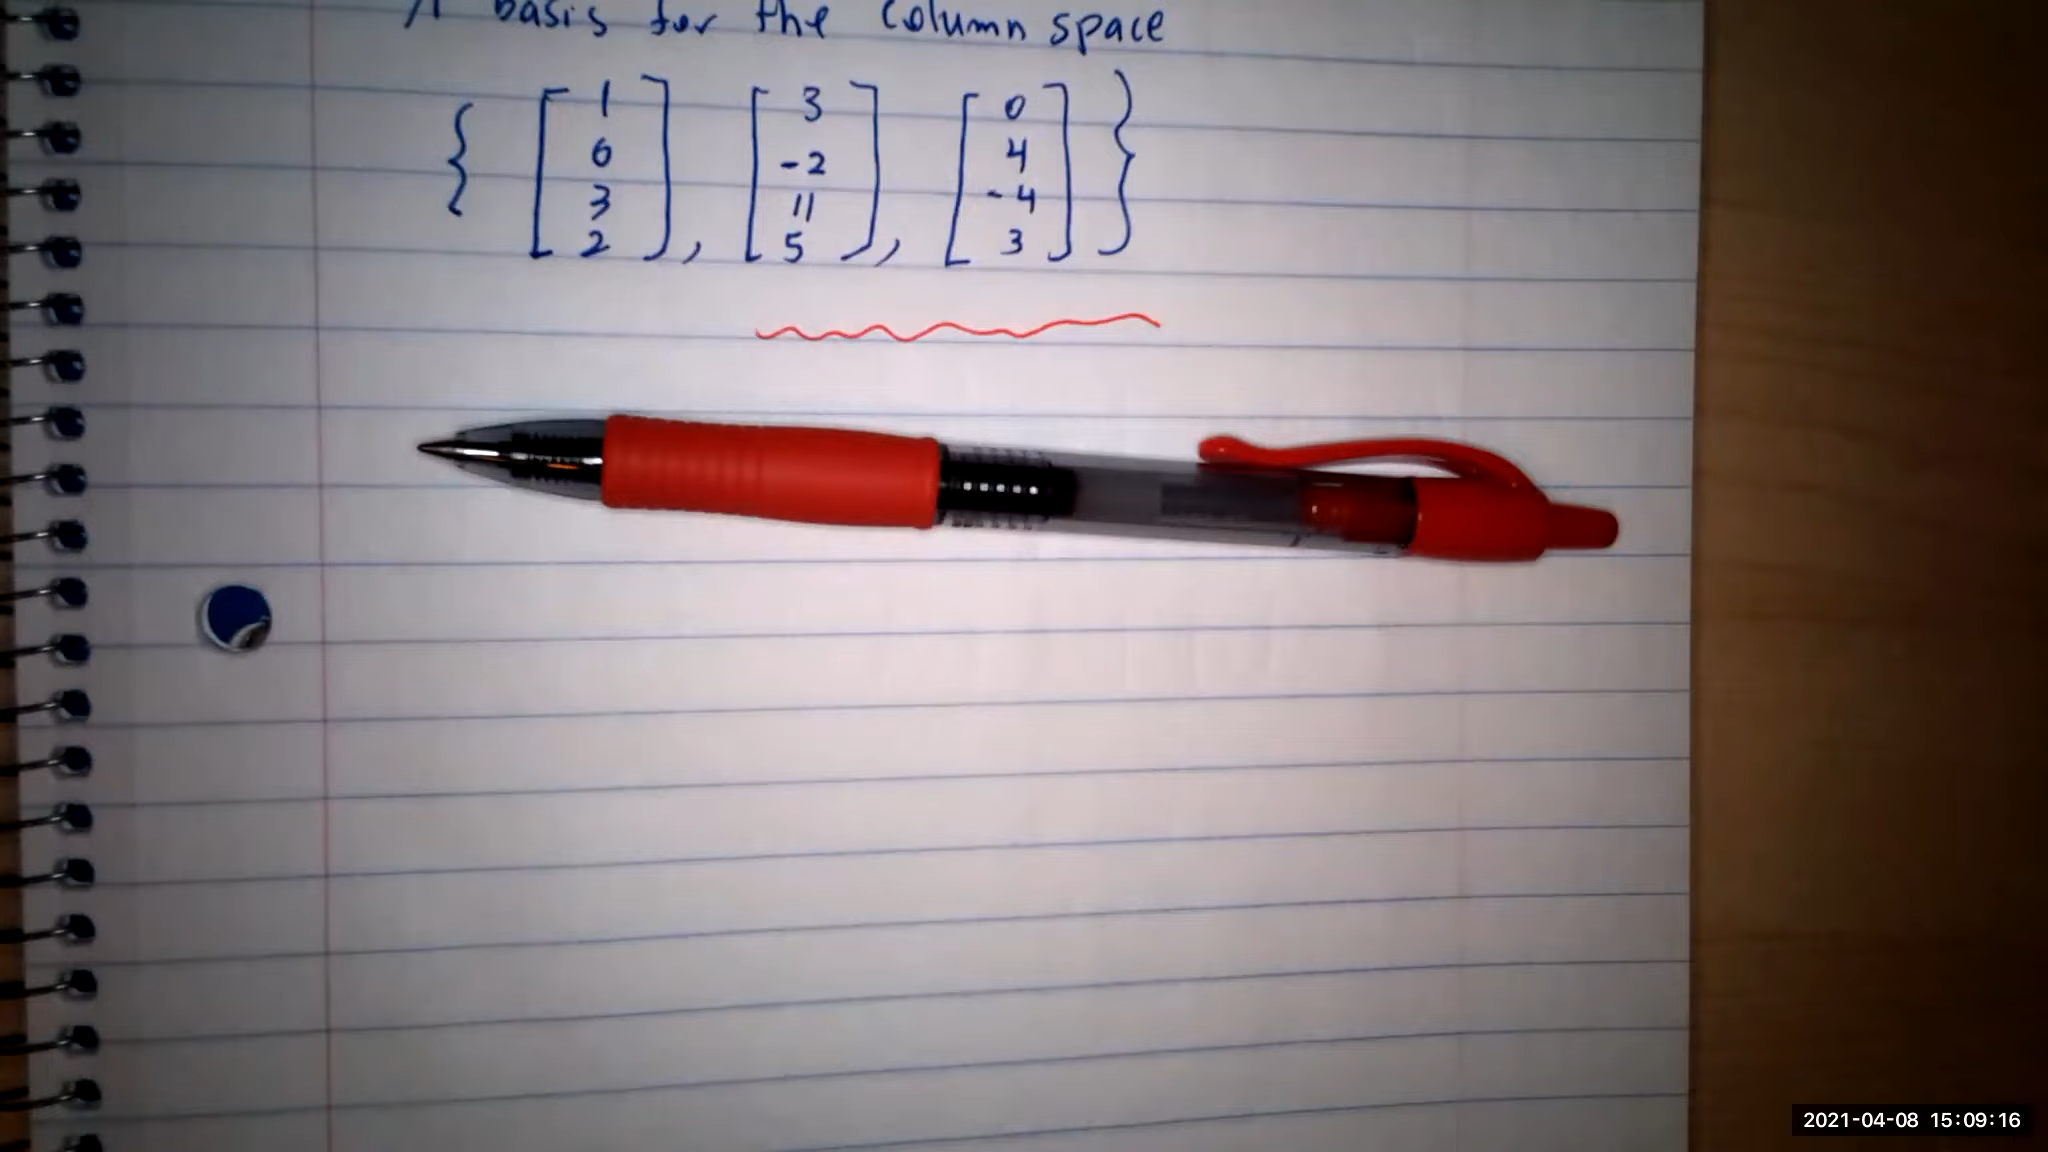 A basis for the column space
{ [ 1 0 3 2 ] , [ 3 -2 11 5 ] , [ 0 4 -4 3 ] }
2021-04-08 15:09:16